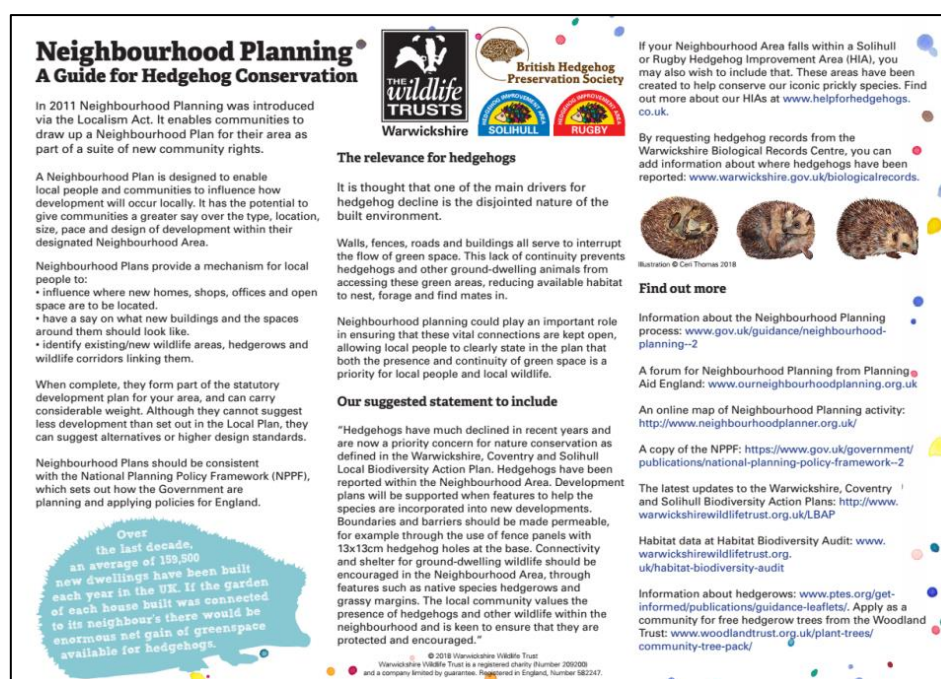 Neighbourhood Planning
A Guide for Hedgehog Conservation
In 2011 Neighbourhood Planning was introduced
via the Localism Act. It enables communities to
draw up a Neighbourhood Plan for their area as
part of a suite of new community rights.
A Neighbourhood Plan is designed to enable
local people and communities to influence how
development will occur locally. It has the potential to
give communities a greater say over the type, location,
size, pace and design of development within their
designated Neighbourhood Area.
Neighbourhood Plans provide a mechanism for local
people to:
• influence where new homes, shops, offices and open
space are to be located.
• have a say on what new buildings and the spaces
around them should look like.
• identify existing/new wildlife areas, hedgerows and
wildlife corridors linking them.
When complete, they form part of the statutory
development plan for your area, and can carry
considerable weight. Although they cannot suggest
less development than set out in the Local Plan, they
can suggest alternatives or higher design standards.
Neighbourhood Plans should be consistent
with the National Planning Policy Framework (NPPF),
which sets out how the Government are
planning and applying policies for England.
Over
the last decade,
an average of 159,500
new dwellings have been built
each year in the UK. If the garden
of each house built was connected
to its neighbour's there would be
enormous net gain of greenspace
available for hedgehogs.
THE
wildlife
TRUSTS
Warwickshire
British Hedgehog
Preservation Society
HEDGEHOG IMPROVEMENT AREA
SOLIHULL
HEDGEHOG IMPROVEMENT AREA
RUGBY
The relevance for hedgehogs
It is thought that one of the main drivers for
hedgehog decline is the disjointed nature of the
built environment.
Walls, fences, roads and buildings all serve to interrupt
the flow of green space. This lack of continuity prevents
hedgehogs and other ground-dwelling animals from
accessing these green areas, reducing available habitat
to nest, forage and find mates in.
Neighbourhood planning could play an important role
in ensuring that these vital connections are kept open,
allowing local people to clearly state in the plan that
both the presence and continuity of green space is a
priority for local people and local wildlife.
Our suggested statement to include
“Hedgehogs have much declined in recent years and
are now a priority concern for nature conservation as
defined in the Warwickshire, Coventry and Solihull
Local Biodiversity Action Plan. Hedgehogs have been
reported within the Neighbourhood Area. Development
plans will be supported when features to help the
species are incorporated into new developments.
Boundaries and barriers should be made permeable,
for example through the use of fence panels with
13x13cm hedgehog holes at the base. Connectivity
and shelter for ground-dwelling wildlife should be
encouraged in the Neighbourhood Area, through
features such as native species hedgerows and
grassy margins. The local community values the
presence of hedgehogs and other wildlife within the
neighbourhood and is keen to ensure that they are
protected and encouraged.”
© 2018 Warwickshire Wildlife Trust
Warwickshire Wildlife Trust is a registered charity (Number 209200)
and a company limited by guarantee. Registered in England, Number 582247.
If your Neighbourhood Area falls within a Solihull
or Rugby Hedgehog Improvement Area (HIA), you
may also wish to include that. These areas have been
created to help conserve our iconic prickly species. Find
out more about our HIAs at www.helpforhedgehogs.
co.uk.
By requesting hedgehog records from the
Warwickshire Biological Records Centre, you can
add information about where hedgehogs have been
reported: www.warwickshire.gov.uk/biologicalrecords.
Illustration © Ceri Thomas 2018
Find out more
Information about the Neighbourhood Planning
process: www.gov.uk/guidance/neighbourhood-
planning--2
A forum for Neighbourhood Planning from Planning
Aid England: www.ourneighbourhoodplanning.org.uk
An online map of Neighbourhood Planning activity:
http://www.neighbourhoodplanner.org.uk/
A copy of the NPPF: https://www.gov.uk/government/
publications/national-planning-policy-framework--2
The latest updates to the Warwickshire, Coventry
and Solihull Biodiversity Action Plans: http://www.
warwickshirewildlifetrust.org.uk/LBAP
Habitat data at Habitat Biodiversity Audit: www.
warwickshirewildlifetrust.org.
uk/habitat-biodiversity-audit
Information about hedgerows: www.ptes.org/get-
informed/publications/guidance-leaflets/. Apply as a
community for free hedgerow trees from the Woodland
Trust: www.woodlandtrust.org.uk/plant-trees/
community-tree-pack/